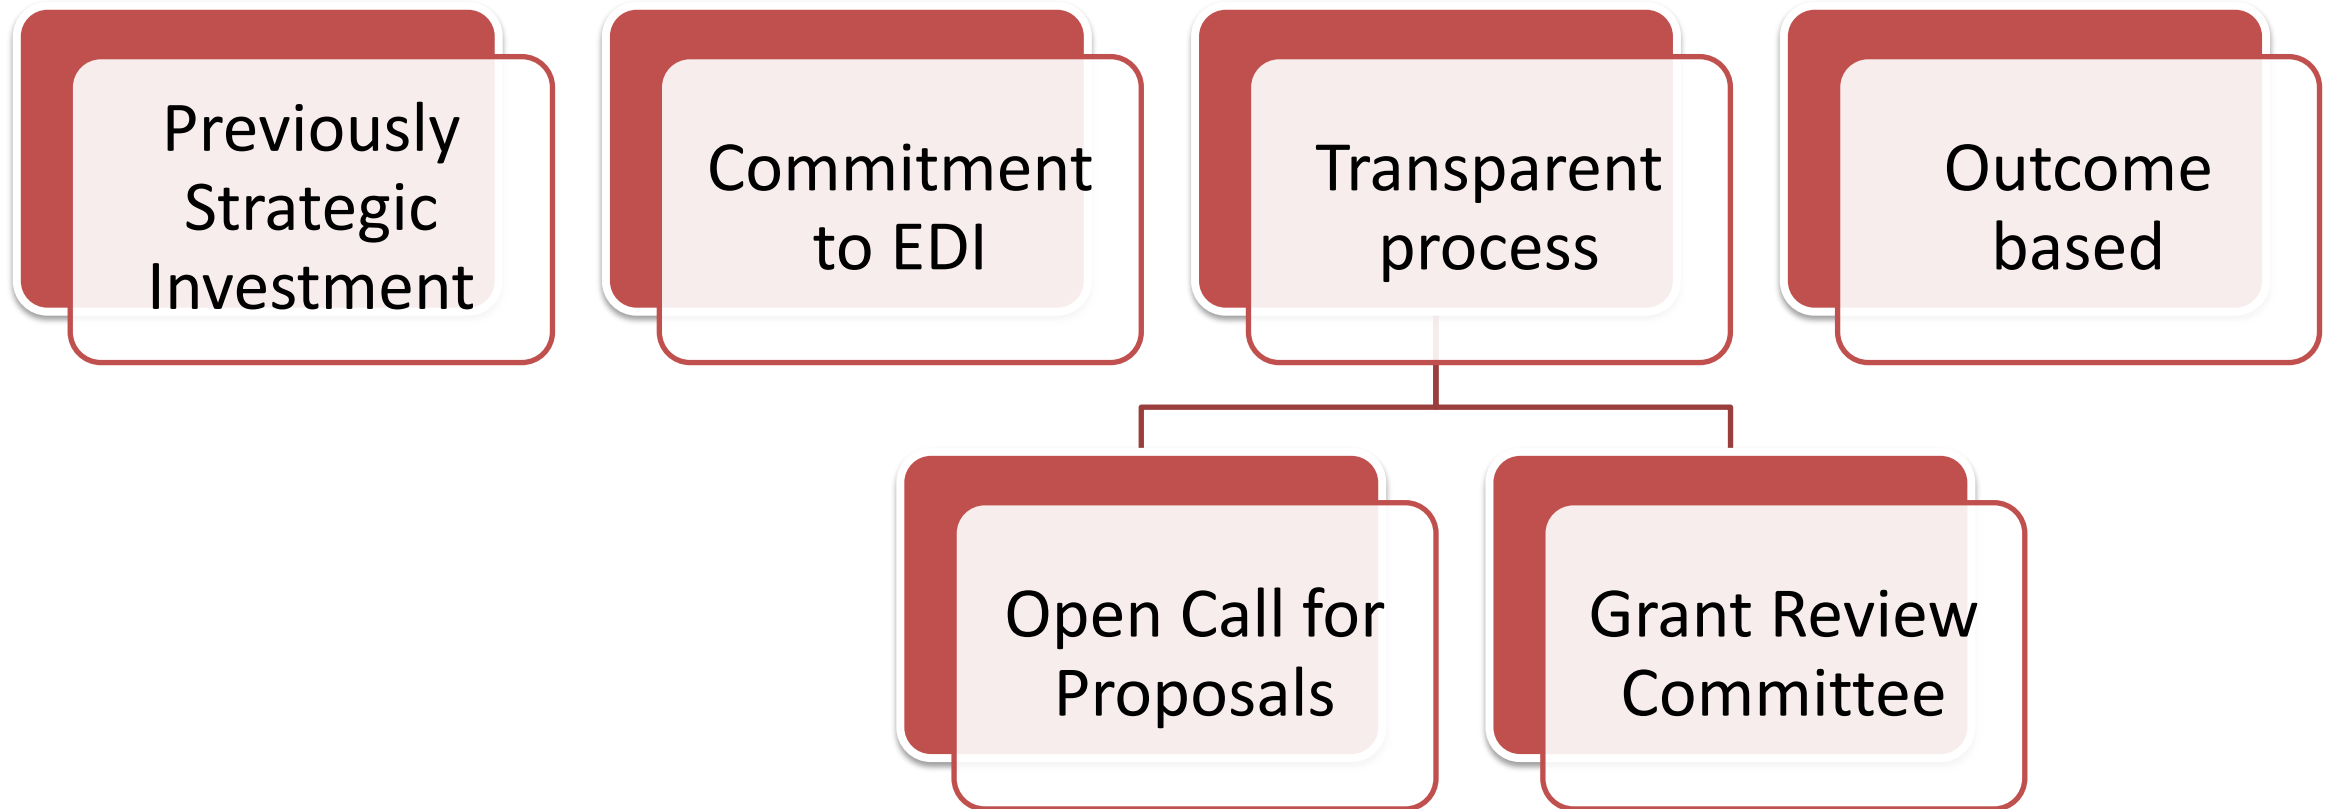 Previously
Strategic
Investment
Commitment
to EDI
Transparent
process
Outcome
based
Open Call for
Proposals
Grant Review
Committee